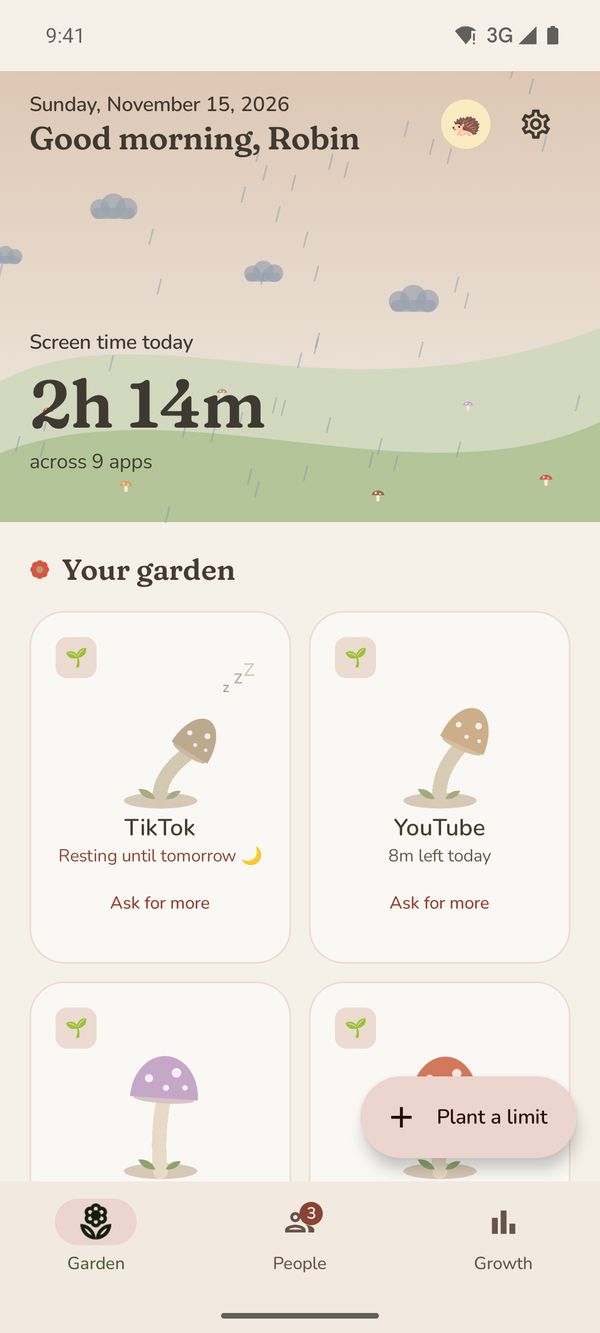 9:41
3G
Sunday, November 15, 2026
Good morning, Robin
Screen time today
2h 14m
across 9 apps
Your garden
z z Z
TikTok
Resting until tomorrow 🌙
Ask for more
YouTube
8m left today
Ask for more
Plant a limit
3
Garden
People
Growth